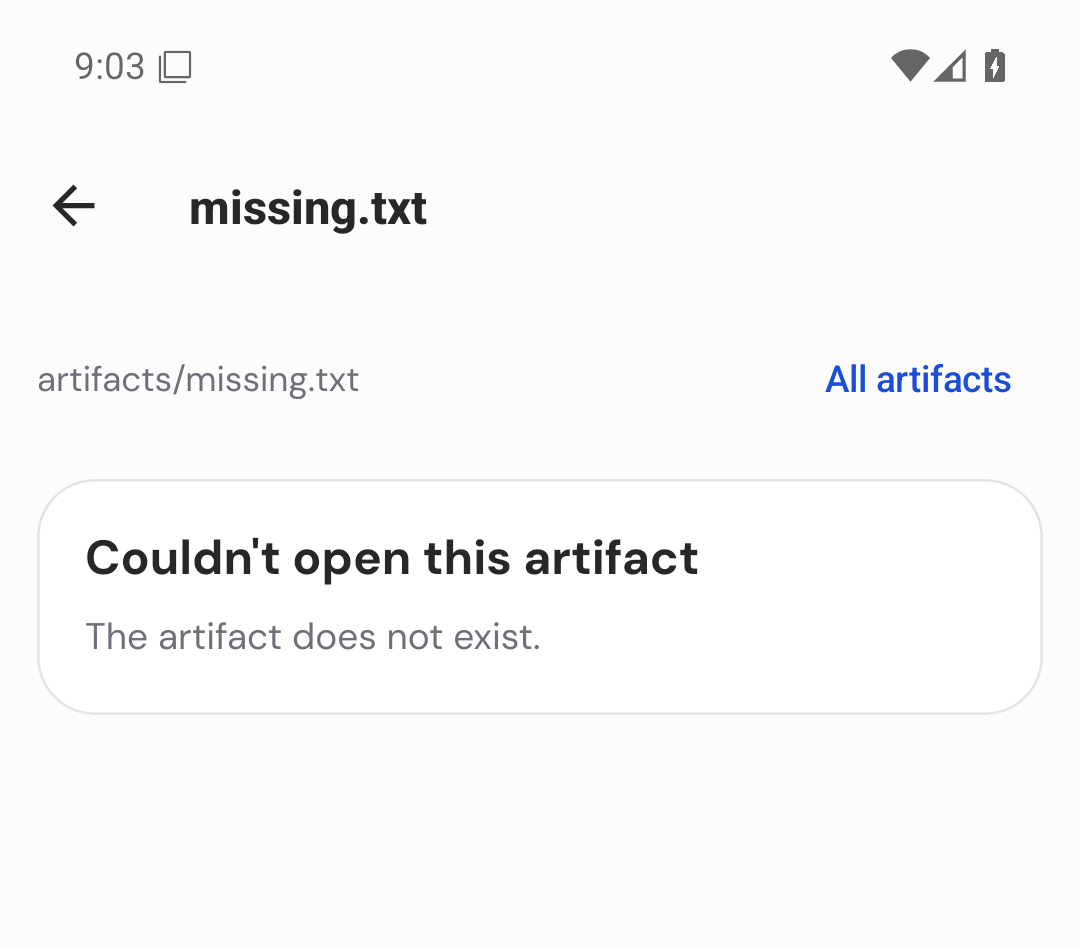 9:03
missing.txt
artifacts/missing.txt
All artifacts
Couldn't open this artifact
The artifact does not exist.